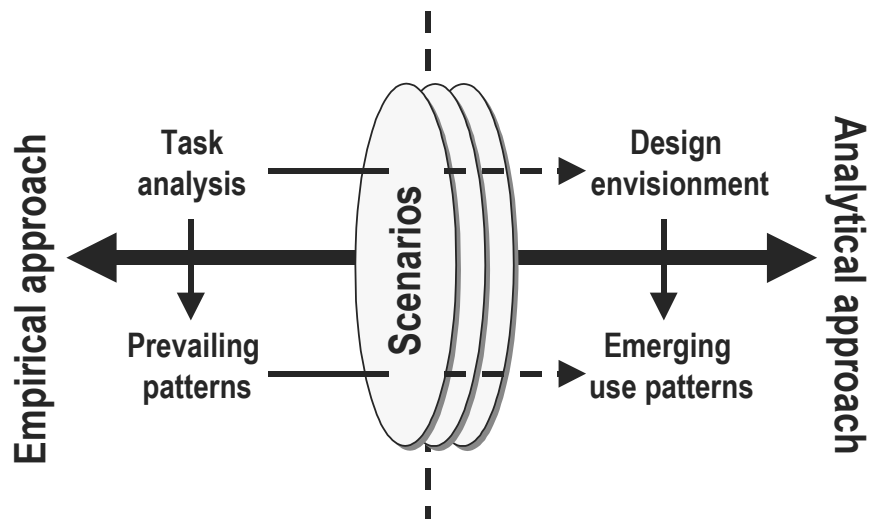 Empirical approach
Task
analysis
Prevailing
patterns
Scenarios
Design
envisionment
Emerging
use patterns
Analytical approach